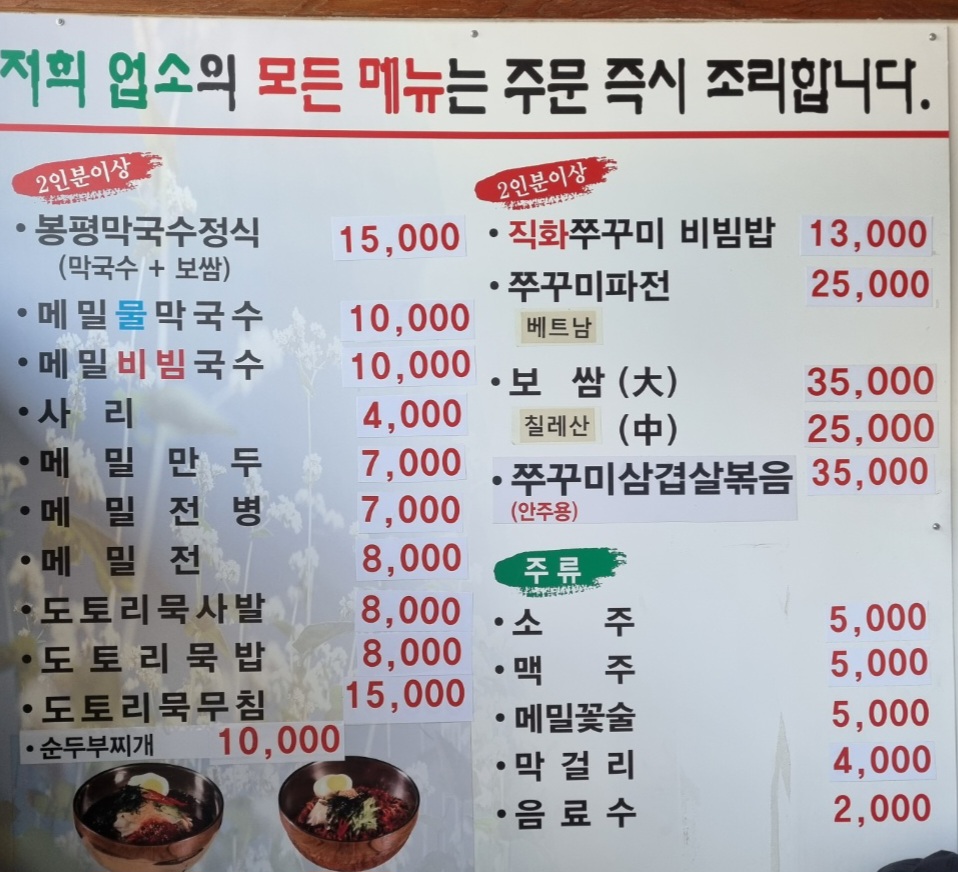 저희 업소의 모든 메뉴는 주문 즉시 조리합니다.
2인분이상
• 봉평막국수정식 15,000
(막국수 + 보쌈)
• 메밀물막국수 10,000
• 메밀비빔국수 10,000
• 사리 4,000
• 메밀만두 7,000
• 메밀전병 7,000
• 메밀전 8,000
• 도토리묵사발 8,000
• 도토리묵밥 8,000
• 도토리묵무침 15,000
• 순두부찌개 10,000
2인분이상
• 직화쭈꾸미 비빔밥 13,000
• 쭈꾸미파전 25,000
베트남
• 보쌈 (大) 35,000
칠레산 (中) 25,000
• 쭈꾸미삼겹살볶음 35,000
(안주용)
주류
• 소주 5,000
• 맥주 5,000
• 메밀꽃술 5,000
• 막걸리 4,000
• 음료수 2,000